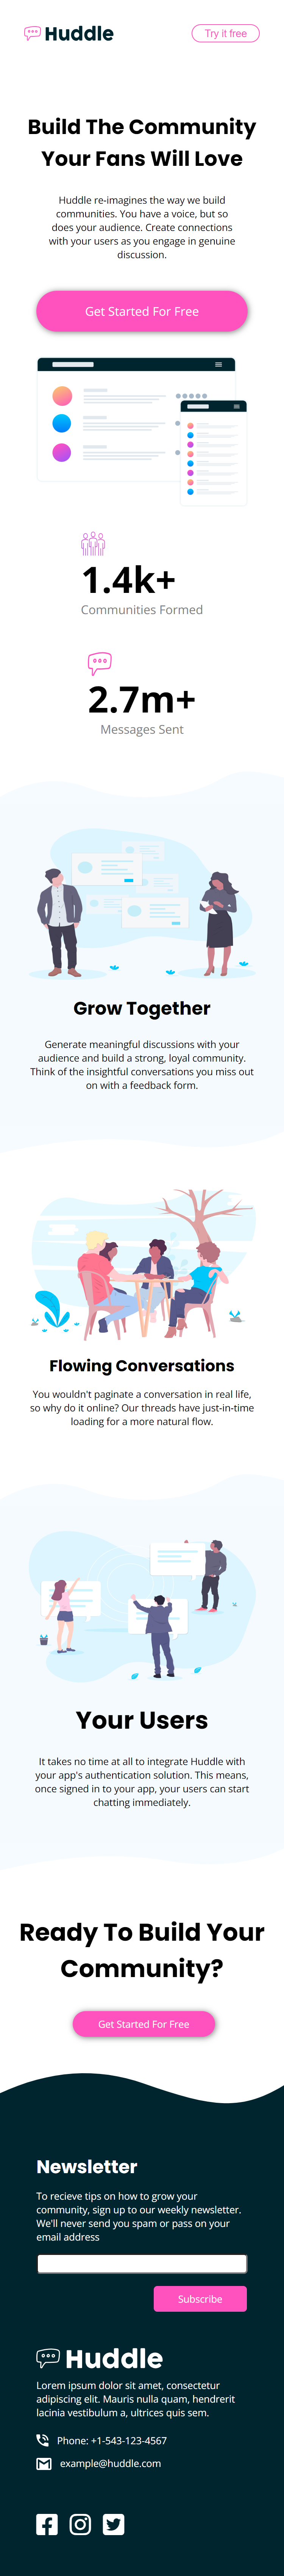 Huddle
Try it free
Build The Community
Your Fans Will Love
Huddle re-imagines the way we build
communities. You have a voice, but so
does your audience. Create connections
with your users as you engage in genuine
discussion.
Get Started For Free
1.4k+
Communities Formed
2.7m+
Messages Sent
Grow Together
Generate meaningful discussions with your
audience and build a strong, loyal community.
Think of the insightful conversations you miss out
on with a feedback form.
Flowing Conversations
You wouldn't paginate a conversation in real life,
so why do it online? Our threads have just-in-time
loading for a more natural flow.
Your Users
It takes no time at all to integrate Huddle with
your app's authentication solution. This means,
once signed in to your app, your users can start
chatting immediately.
Ready To Build Your
Community?
Get Started For Free
Newsletter
To recieve tips on how to grow your
community, sign up to our weekly newsletter.
We'll never send you spam or pass on your
email address
Subscribe
Huddle
Lorem ipsum dolor sit amet, consectetur
adipiscing elit. Mauris nulla quam, hendrerit
lacinia vestibulum a, ultrices quis sem.
Phone: +1-543-123-4567
example@huddle.com